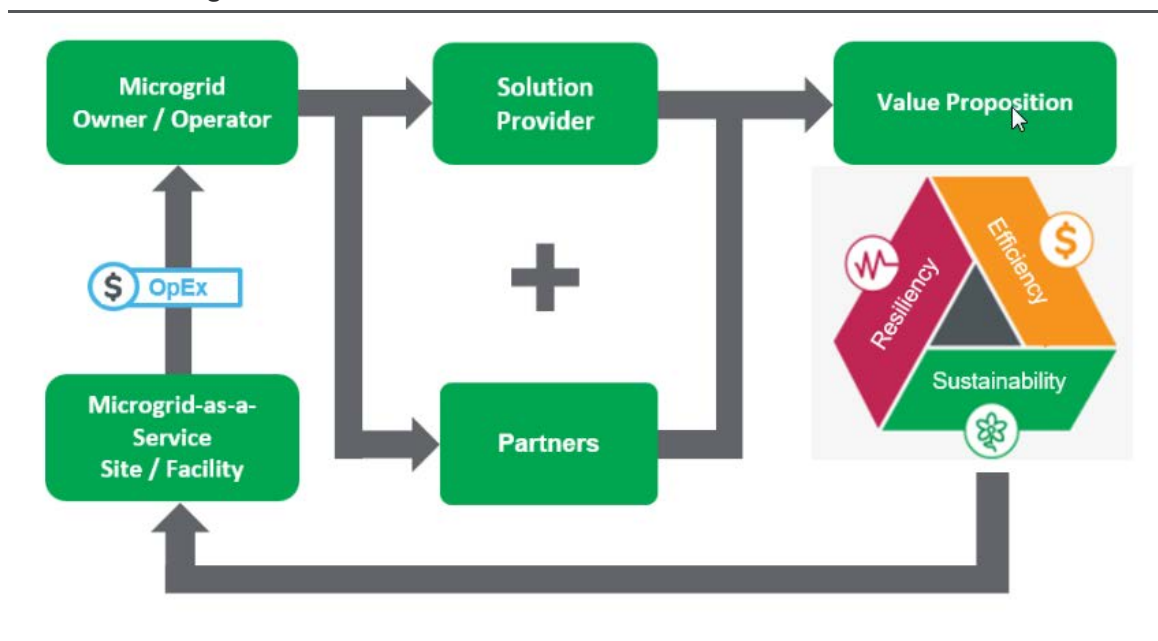 Microgrid
Owner / Operator
Solution
Provider
Value Proposition
$ OpEx
Resiliency
Efficiency
$
Sustainability
Microgrid-as-a-
Service
Site / Facility
Partners